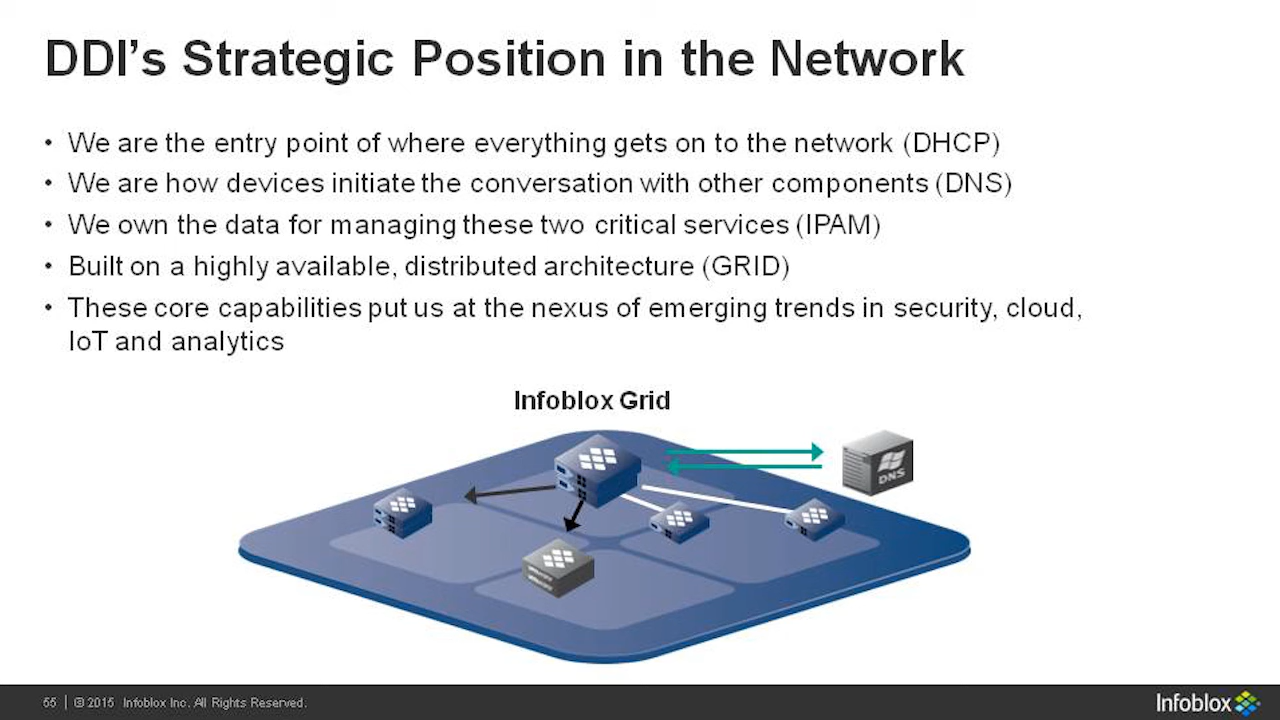 DDI's Strategic Position in the Network
• We are the entry point of where everything gets on to the network (DHCP)
• We are how devices initiate the conversation with other components (DNS)
• We own the data for managing these two critical services (IPAM)
• Built on a highly available, distributed architecture (GRID)
• These core capabilities put us at the nexus of emerging trends in security, cloud,
IoT and analytics
Infoblox Grid
DNS
vmware
vmware
55 | © 2015 Infoblox Inc. All Rights Reserved.
Infoblox